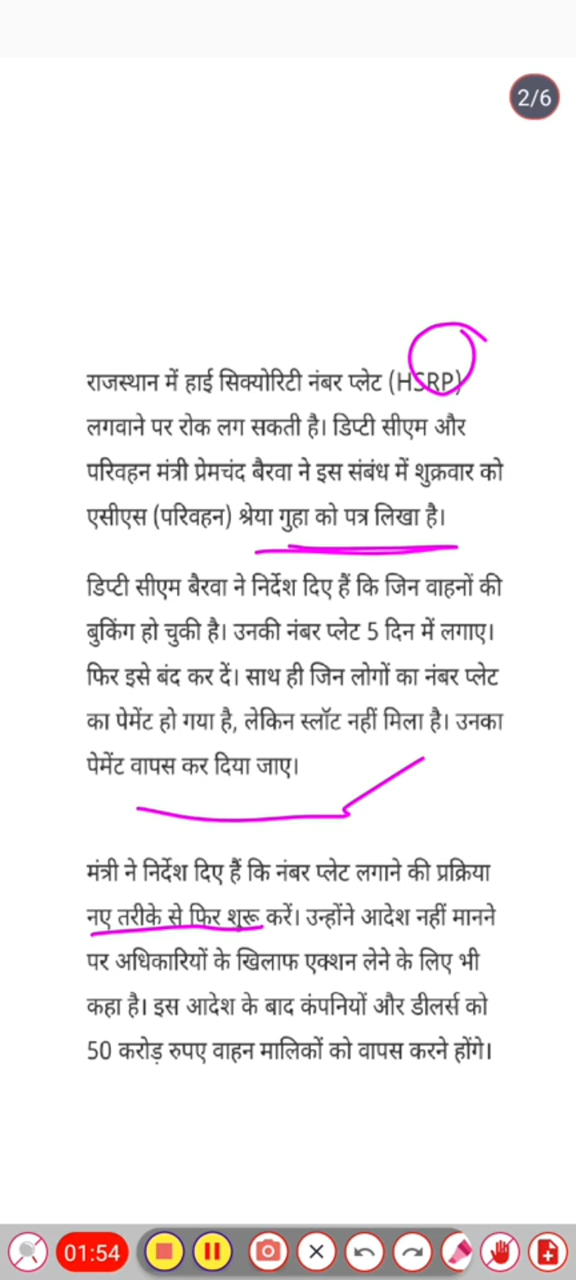 2/6
राजस्थान में हाई सिक्योरिटी नंबर प्लेट (HSRP)
लगवाने पर रोक लग सकती है। डिप्टी सीएम और
परिवहन मंत्री प्रेमचंद बैरवा ने इस संबंध में शुक्रवार को
एसीएस (परिवहन) श्रेया गुहा को पत्र लिखा है।
डिप्टी सीएम बैरवा ने निर्देश दिए हैं कि जिन वाहनों की
बुकिंग हो चुकी है। उनकी नंबर प्लेट 5 दिन में लगाए।
फिर इसे बंद कर दें। साथ ही जिन लोगों का नंबर प्लेट
का पेमेंट हो गया है, लेकिन स्लॉट नहीं मिला है। उनका
पेमेंट वापस कर दिया जाए।
मंत्री ने निर्देश दिए हैं कि नंबर प्लेट लगाने की प्रक्रिया
नए तरीके से फिर शुरू करें। उन्होंने आदेश नहीं मानने
पर अधिकारियों के खिलाफ एक्शन लेने के लिए भी
कहा है। इस आदेश के बाद कंपनियों और डीलर्स को
50 करोड़ रुपए वाहन मालिकों को वापस करने होंगे।
01:54